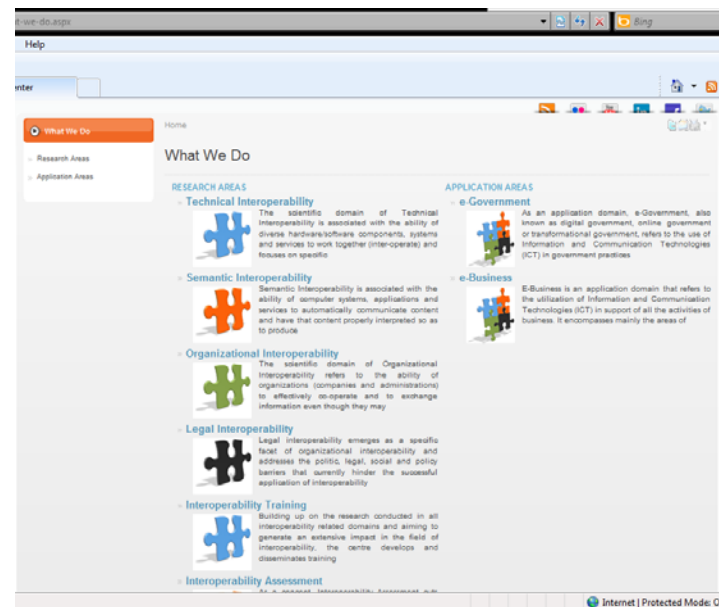 t-we-do.aspx
Bing
Help
enter
What We Do
Research Areas
Application Areas
Home
What We Do
RESEARCH AREAS
Technical Interoperability
The scientific domain of Technical
Interoperability is associated with the ability of
diverse hardware/software components, systems
and services to work together (inter-operate) and
focuses on specific
Semantic Interoperability
Semantic Interoperability is associated with the
ability of computer systems, applications and
services to automatically communicate content
and have that content properly interpreted so as
to produce
Organizational Interoperability
The scientific domain of Organizational
Interoperability refers to the ability of
organizations (companies and administrations)
to effectively co-operate and to exchange
information even though they may
Legal Interoperability
Legal interoperability emerges as a specific
facet of organizational interoperability and
addresses the politic, legal, social and policy
barriers that currently hinder the successful
application of interoperability
Interoperability Training
Building up on the research conducted in all
interoperability related domains and aiming to
generate an extensive impact in the field of
interoperability, the centre develops and
disseminates training
Interoperability Assessment
APPLICATION AREAS
e-Government
As an application domain, e-Government, also
known as digital government, online government
or transformational government, refers to the use of
Information and Communication Technologies
(ICT) in government practices
e-Business
E-Business is an application domain that refers to
the utilization of Information and Communication
Technologies (ICT) in support of all the activities of
business. It encompasses mainly the areas of
Internet | Protected Mode: O